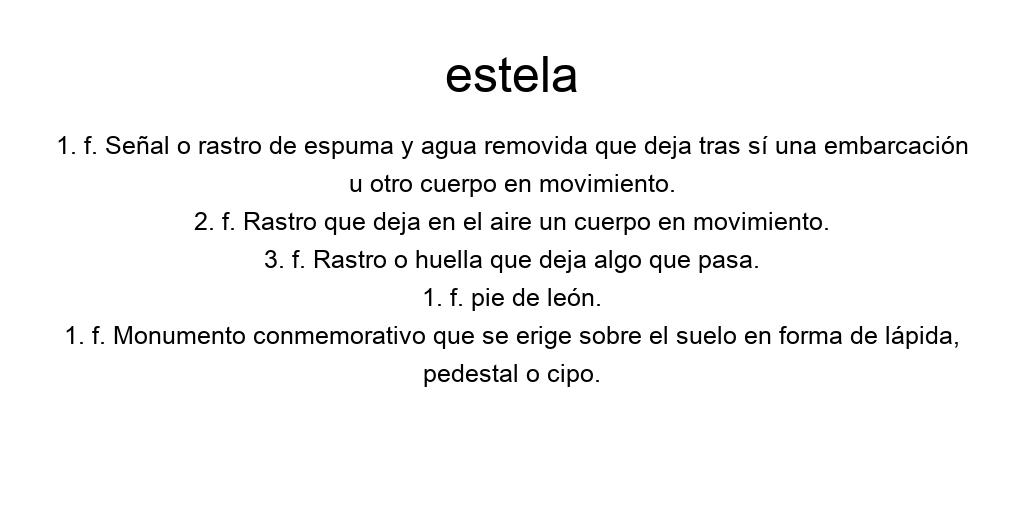 estela
1. f. Señal o rastro de espuma y agua removida que deja tras sí una embarcación
u otro cuerpo en movimiento.
2. f. Rastro que deja en el aire un cuerpo en movimiento.
3. f. Rastro o huella que deja algo que pasa.
1. f. pie de león.
1. f. Monumento conmemorativo que se erige sobre el suelo en forma de lápida,
pedestal o cipo.